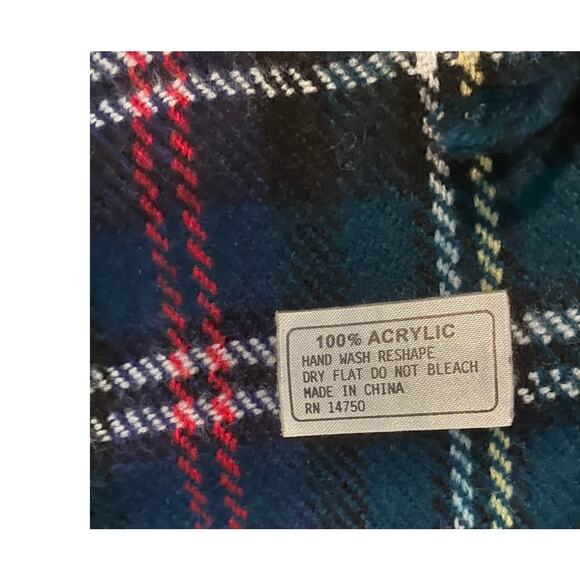 100% ACRYLIC
HAND WASH RESHAPE
DRY FLAT DO NOT BLEACH
MADE IN CHINA
RN 14750